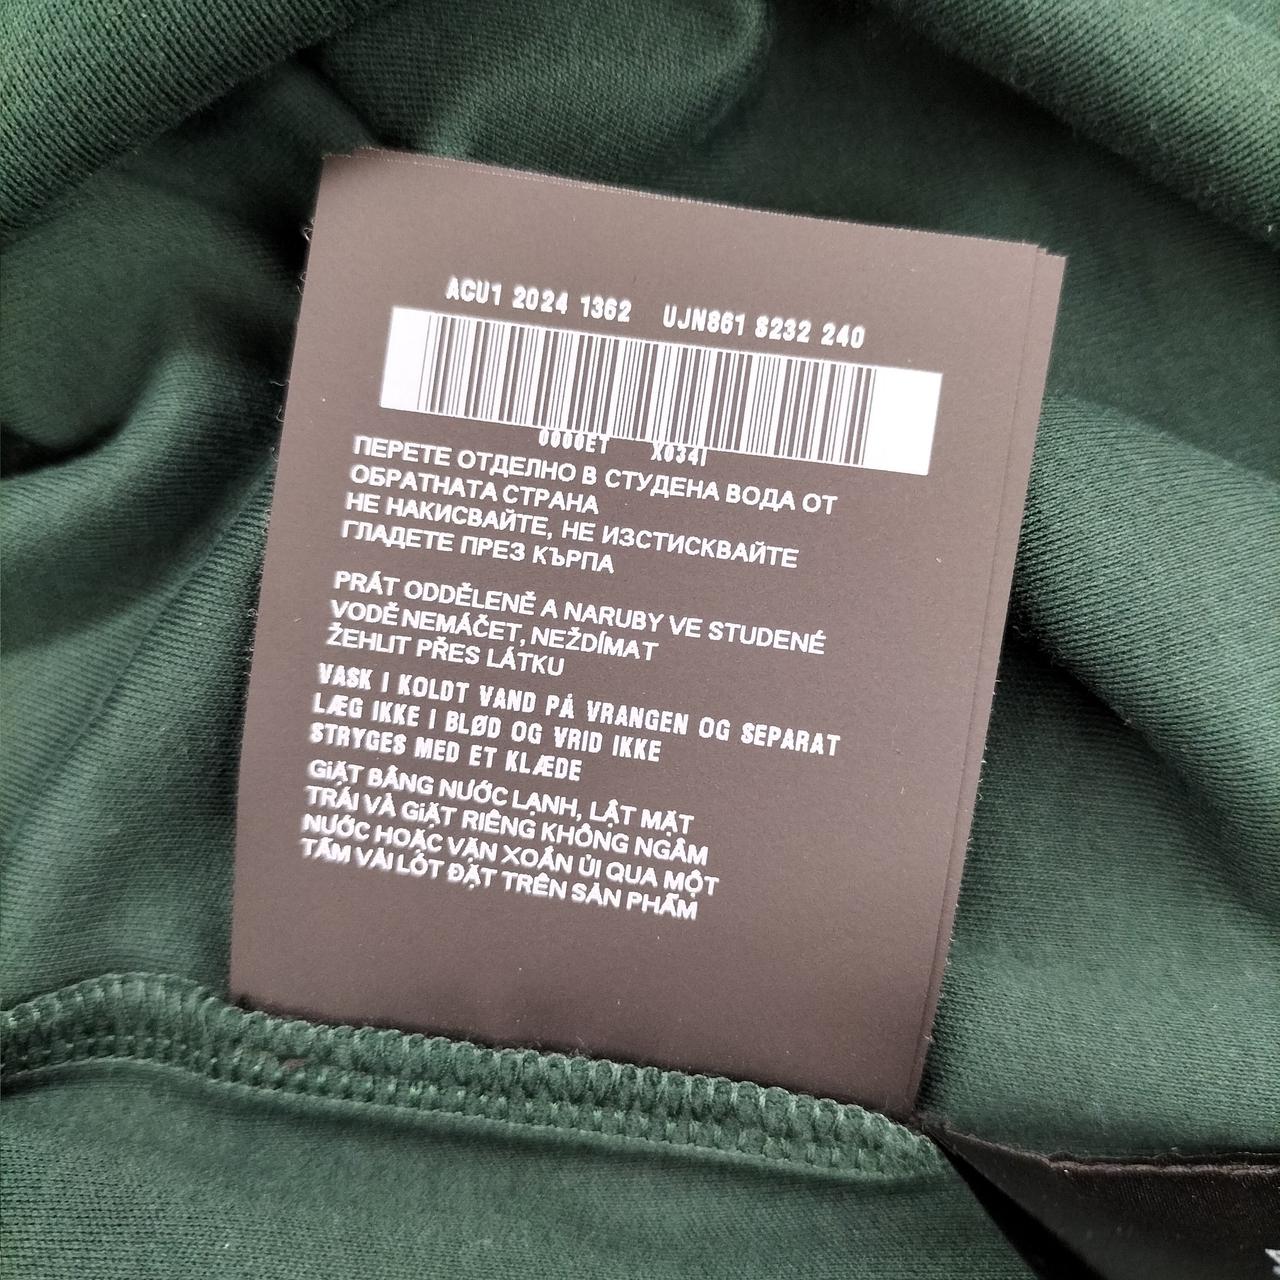 ACU1 2024 1362 UJN861 S232 240
0000ET X034I
ПЕРЕТЕ ОТДЕЛНО В СТУДЕНА ВОДА ОТ
ОБРАТНАТА СТРАНА
НЕ НАКИСВАЙТЕ, НЕ ИЗСТИСКВАЙТЕ
ГЛАДЕТЕ ПРЕЗ КЪРПА
PRÁT ODDĚLENĚ A NARUBY VE STUDENÉ
VODĚ NEMÁČET, NEŽDÍMAT
ŽEHLIT PŘES LÁTKU
VASK I KOLDT VAND PÅ VRANGEN OG SEPARAT
LÆG IKKE I BLØD OG VRID IKKE
STRYGES MED ET KLÆDE
GiẶT BẰNG NƯỚC LẠNH, LẬT MẶT
TRÁI VÀ GiẶT RIÊNG KHÔNG NGÂM
NƯỚC HOẶC VẶN XOẮN ỦI QUA MỘT
TẤM VẢI LÓT ĐẶT TRÊN SẢN PHẨM